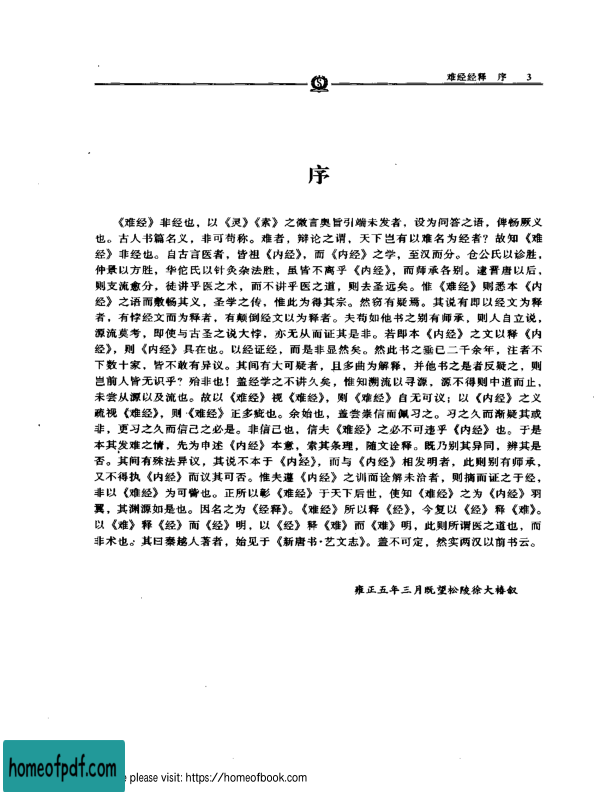 难经经释 序 3
序
《难经》非经也，以《灵》《素》之微言奥旨引端未发者，设为问答之语，俾畅厥义
也。古人书篇名义，非可苟称。难者，辩论之谓，天下岂有以难名为经者？故知《难
经》非经也。自古言医者，皆祖《内经》，而《内经》之学，至汉而分。仓公氏以诊胜，
仲景以方胜，华佗氏以针灸杂法胜，虽皆不离乎《内经》，而师承各别。逮晋唐以后，
则支流愈分，徒讲乎医之术，而不讲乎医之道，则去圣远矣。惟《难经》则悉本《内
经》之语而敷畅其义，圣学之传，惟此为得其宗。然窃有疑焉。其说有即以经文为释
者，有悖经文而为释者，有颠倒经文以为释者。夫苟如他书之别有师承，则人自立说，
源流莫考，即使与古圣之说大悖，亦无从而证其是非。若即本《内经》之文以释《内
经》，则《内经》具在也。以经证经，而是非显然矣。然此书之垂已二千余年，注者不
下数十家，皆不敢有异议。其间有大可疑者，且多曲为解释，并他书之是者反疑之，则
岂前人皆无识乎？殆非也！盖经学之不讲久矣，惟知溯流以寻源，源不得则中道而止，
未尝从源以及流也。故以《难经》视《难经》，则《难经》自无可议；以《内经》之义
疏视《难经》，则《难经》正多疵也。余始也，盖尝崇信而佩习之。习之久而渐疑其或
非，更习之久而信己之必是。非信己也，信夫《难经》之必不可违乎《内经》也。于是
本其发难之情，先为申述《内经》本意，索其条理，随文诠释。既乃别其异同，辨其是
否。其间有殊法异议，其说不本于《内经》，而与《内经》相发明者，此则别有师承，
又不得执《内经》而议其可否。惟夫遵《内经》之训而诠解未洽者，则摘而证之于经，
非以《难经》为可訾也。正所以彰《难经》于天下后世，使知《难经》之为《内经》羽
翼，其渊源如是也。因名之为《经释》。《难经》所以释《经》，今复以《经》释《难》。
以《难》释《经》而《经》明，以《经》释《难》而《难》明，此则所谓医之道也，而
非术也。其曰秦越人著者，始见于《新唐书·艺文志》。盖不可定，然实两汉以前书云。
雍正五年三月既望松陵徐大椿叙
homeofpdf.com
e please visit: https://homeofbook.com